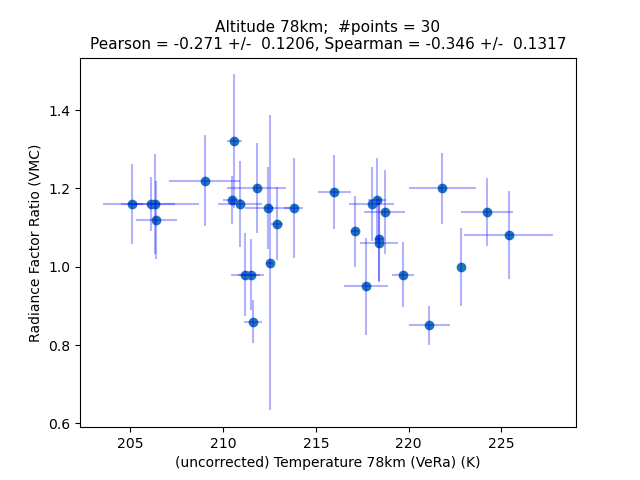 Altitude 78km;  #points = 30
Pearson = -0.271 +/-  0.1206, Spearman = -0.346 +/-  0.1317
1.4
1.2
1.0
0.8
0.6
Radiance Factor Ratio (VMC)
205 210 215 220 225
(uncorrected) Temperature 78km (VeRa) (K)